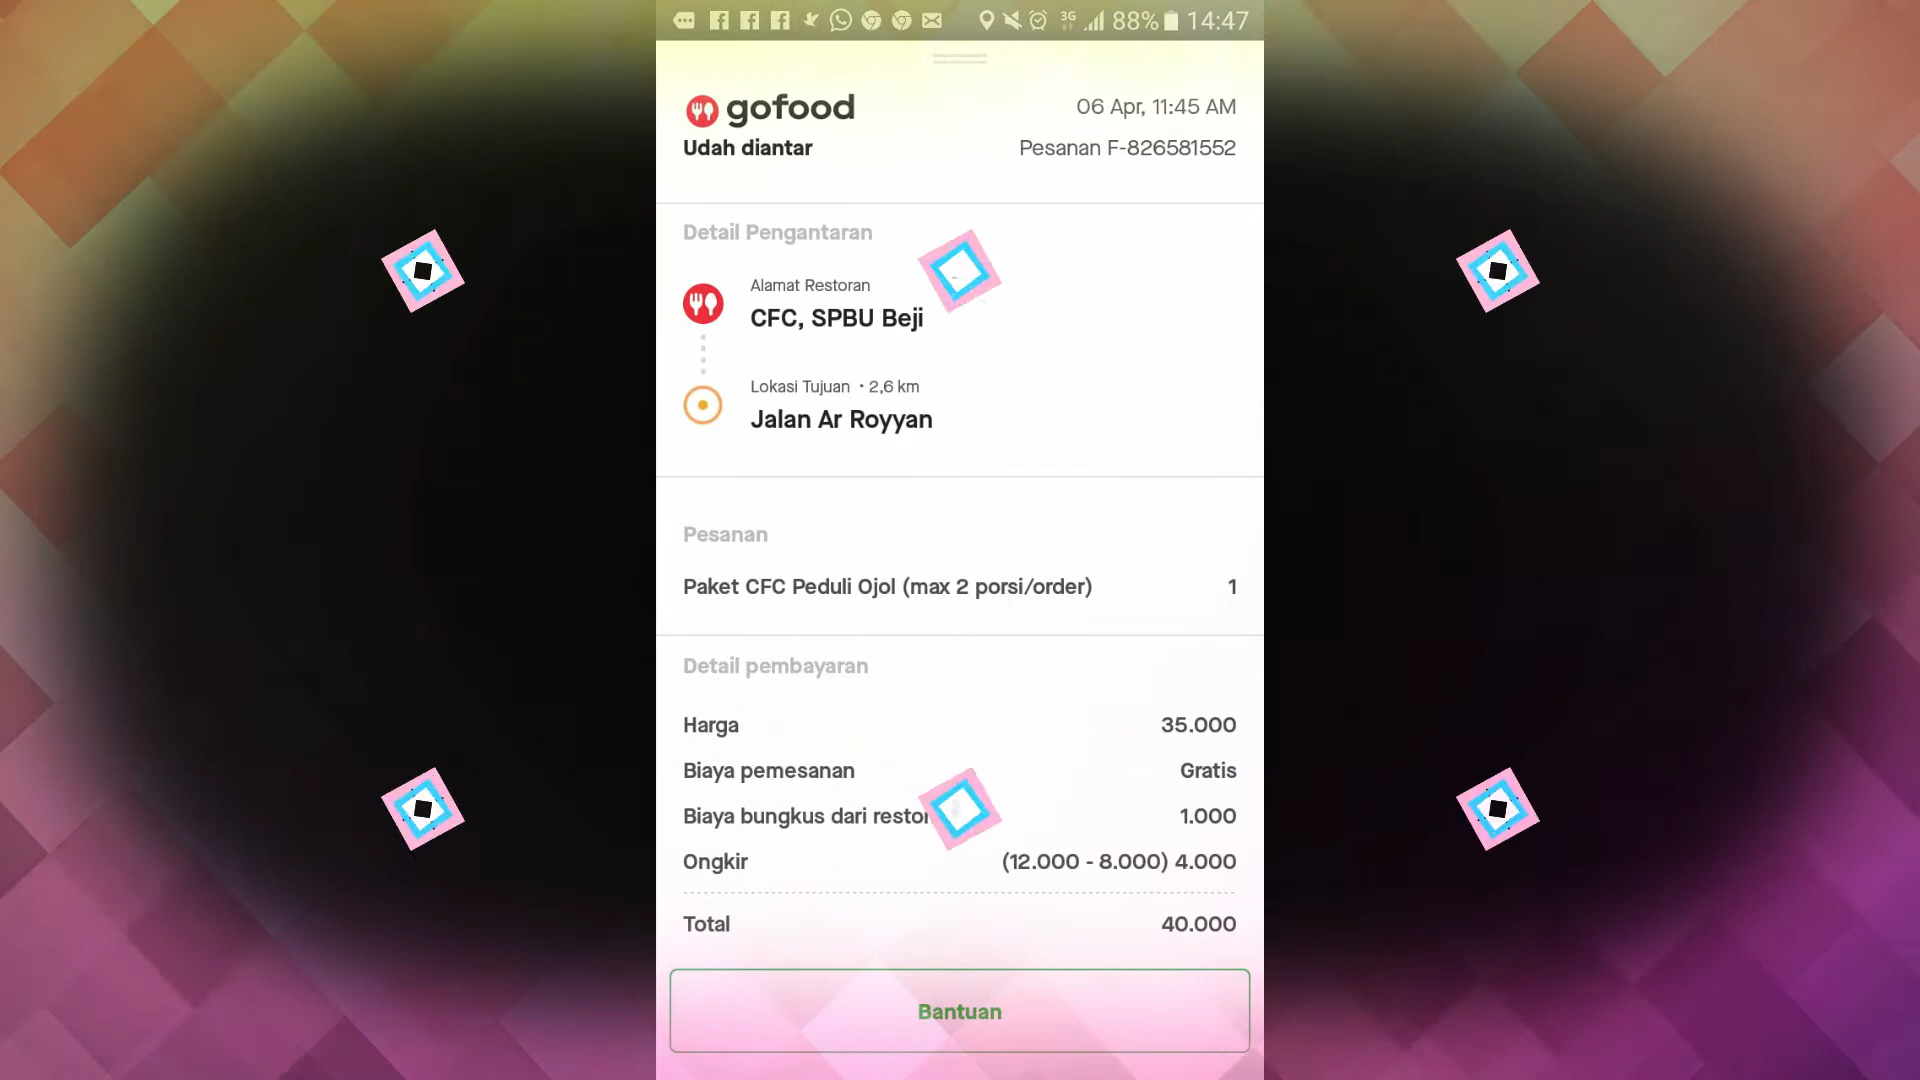 3G 88% 14:47
gofood 06 Apr, 11:45 AM
Udah diantar Pesanan F-826581552
Detail Pengantaran
Alamat Restoran
CFC, SPBU Beji
Lokasi Tujuan • 2,6 km
Jalan Ar Royyan
Pesanan
Paket CFC Peduli Ojol (max 2 porsi/order) 1
Detail pembayaran
Harga 35.000
Biaya pemesanan Gratis
Biaya bungkus dari 1.000
Ongkir (12.000 - 8.000) 4.000
Total 40.000
Bantuan